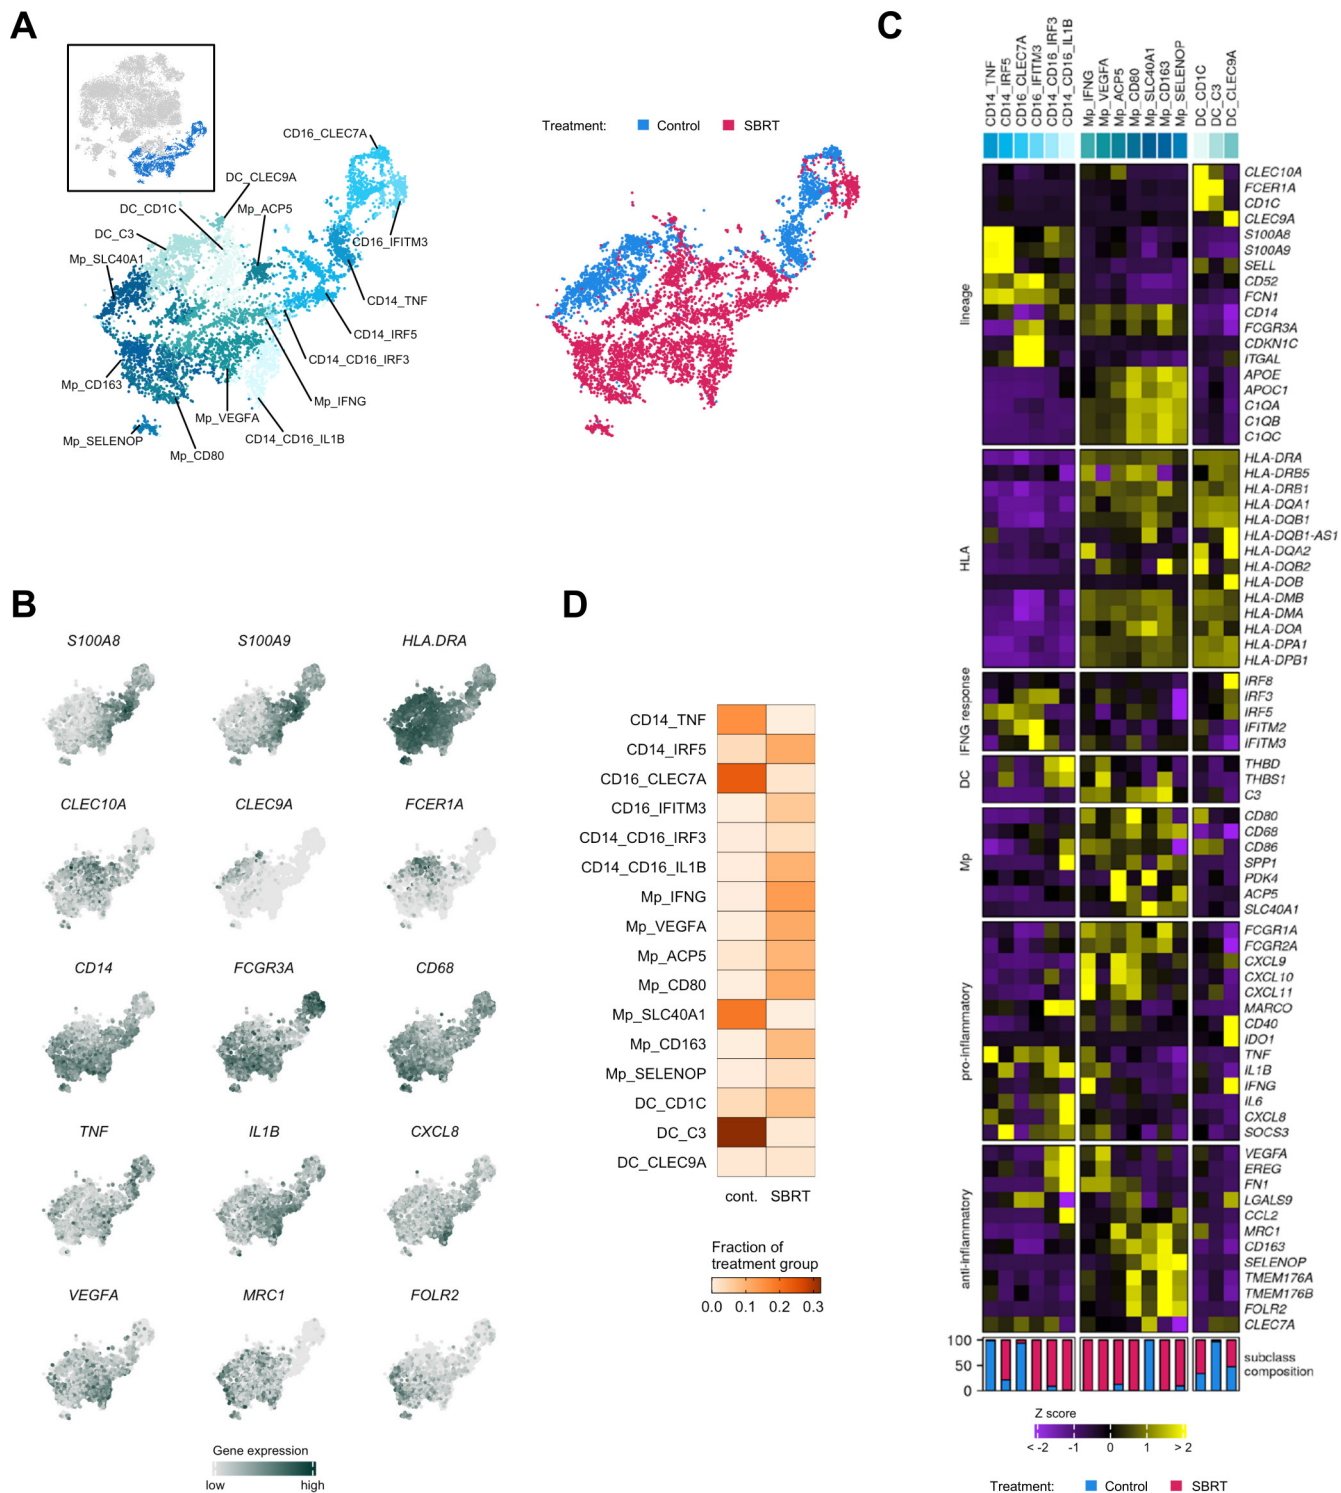 A
CD16_CLEC7A
DC_CLEC9A
DC_CD1C
Mp_ACP5
DC_C3
Mp_SLC40A1
CD16_IFITM3
CD14_TNF
CD14_IRF5
CD14_CD16_IRF3
Mp_CD163
Mp_IFNG
Mp_VEGFA
Mp_SELENOP
CD14_CD16_IL1B
Mp_CD80
Treatment: Control SBRT
B
S100A8 S100A9 HLA.DRA
CLEC10A CLEC9A FCER1A
CD14 FCGR3A CD68
TNF IL1B CXCL8
VEGFA MRC1 FOLR2
Gene expression
low high
C
CD14_TNF
CD14_IRF5
CD16_CLEC7A
CD16_IFITM3
CD14_CD16_IRF3
CD14_CD16_IL1B
Mp_IFNG
Mp_VEGFA
Mp_ACP5
Mp_CD80
Mp_SLC40A1
Mp_CD163
Mp_SELENOP
DC_CD1C
DC_C3
DC_CLEC9A
lineage
CLEC10A
FCER1A
CD1C
CLEC9A
S100A8
S100A9
SELL
CD52
FCN1
CD14
FCGR3A
CDKN1C
ITGAL
APOE
APOC1
C1QA
C1QB
C1QC
HLA
HLA-DRA
HLA-DRB5
HLA-DRB1
HLA-DQA1
HLA-DQB1
HLA-DQB1-AS1
HLA-DQA2
HLA-DQB2
HLA-DOB
HLA-DMB
HLA-DMA
HLA-DOA
HLA-DPA1
HLA-DPB1
IFNG response
IRF8
IRF3
IRF5
IFITM2
IFITM3
DC
THBD
THBS1
C3
Mp
CD80
CD68
CD86
SPP1
PDK4
ACP5
SLC40A1
pro-inflammatory
FCGR1A
FCGR2A
CXCL9
CXCL10
CXCL11
MARCO
CD40
IDO1
TNF
IL1B
IFNG
IL6
CXCL8
SOCS3
anti-inflammatory
VEGFA
EREG
FN1
LGALS9
CCL2
MRC1
CD163
SELENOP
TMEM176A
TMEM176B
FOLR2
CLEC7A
100
50
0
subclass
composition
Z score
< -2 -1 0 1 > 2
Treatment: Control SBRT
D
CD14_TNF
CD14_IRF5
CD16_CLEC7A
CD16_IFITM3
CD14_CD16_IRF3
CD14_CD16_IL1B
Mp_IFNG
Mp_VEGFA
Mp_ACP5
Mp_CD80
Mp_SLC40A1
Mp_CD163
Mp_SELENOP
DC_CD1C
DC_C3
DC_CLEC9A
cont. SBRT
Fraction of
treatment group
0.0 0.1 0.2 0.3